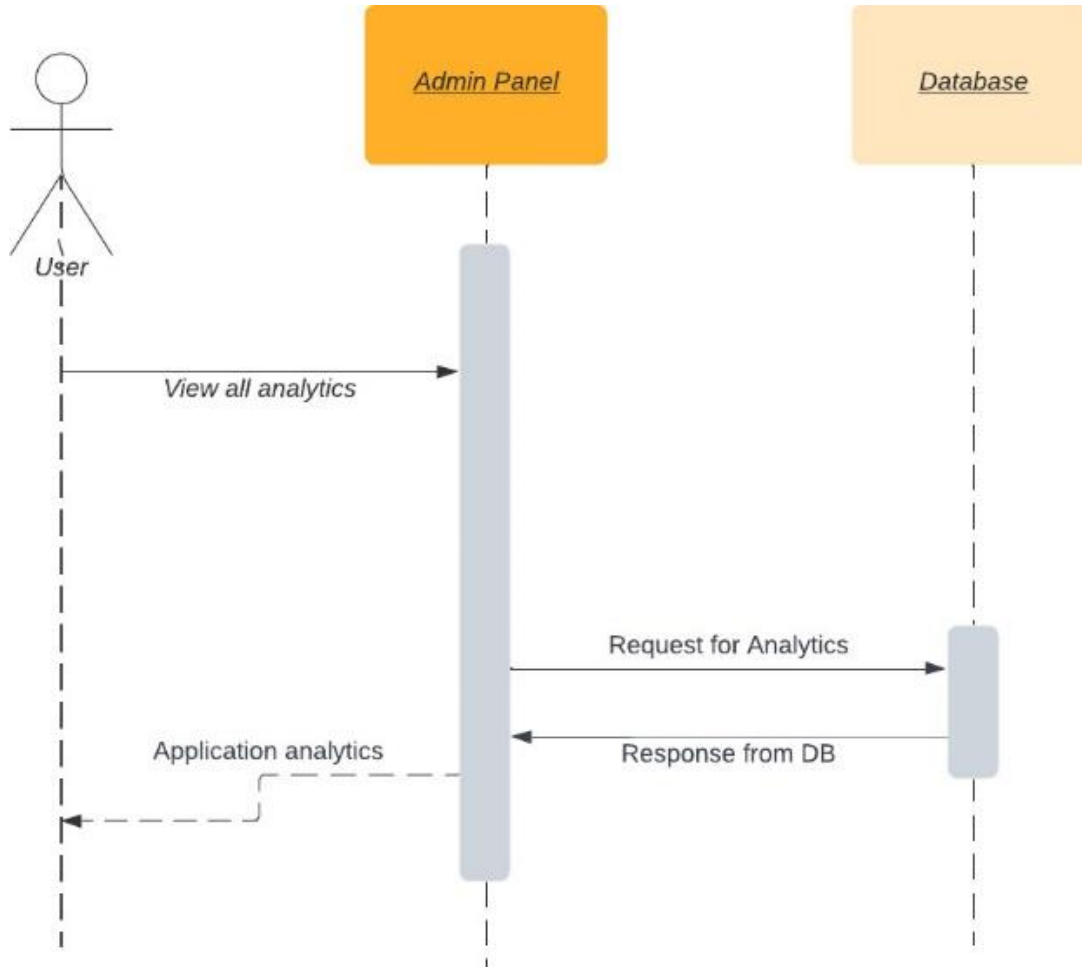 Admin Panel
Database
User
View all analytics
Request for Analytics
Response from DB
Application analytics